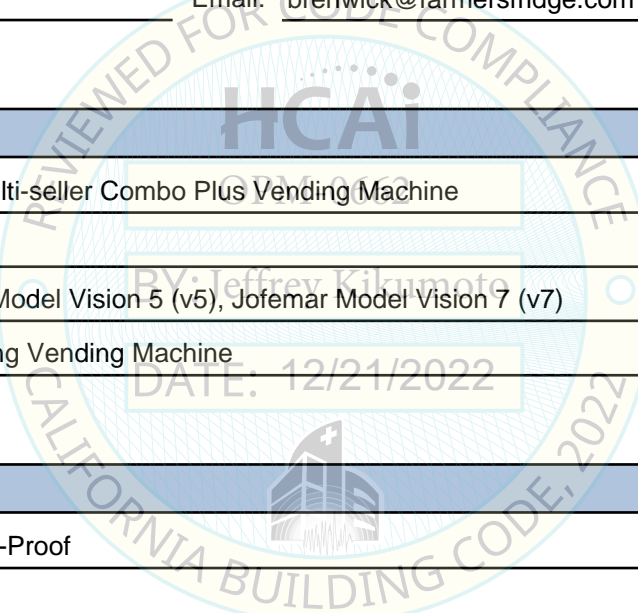 Email: brenwick@farmersfridge.com
REVIEWED FOR CODE COMPLIANCE
HCAi
lti-seller Combo Plus Vending Machine
OPM-0662
BY: Jeffrey Kikumoto
Model Vision 5 (v5), Jofemar Model Vision 7 (v7)
ng Vending Machine
DATE: 12/21/2022
-Proof
CALIFORNIA BUILDING CODE, 2022